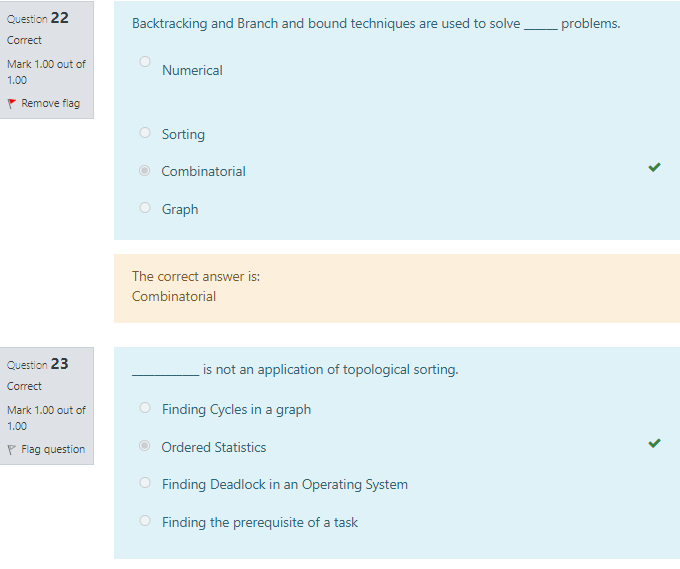 Question 22
Correct
Mark 1.00 out of
1.00
Remove flag
Backtracking and Branch and bound techniques are used to solve ______ problems.
Numerical
Sorting
Combinatorial
Graph
The correct answer is:
Combinatorial
Question 23
Correct
Mark 1.00 out of
1.00
Flag question
____________ is not an application of topological sorting.
Finding Cycles in a graph
Ordered Statistics
Finding Deadlock in an Operating System
Finding the prerequisite of a task